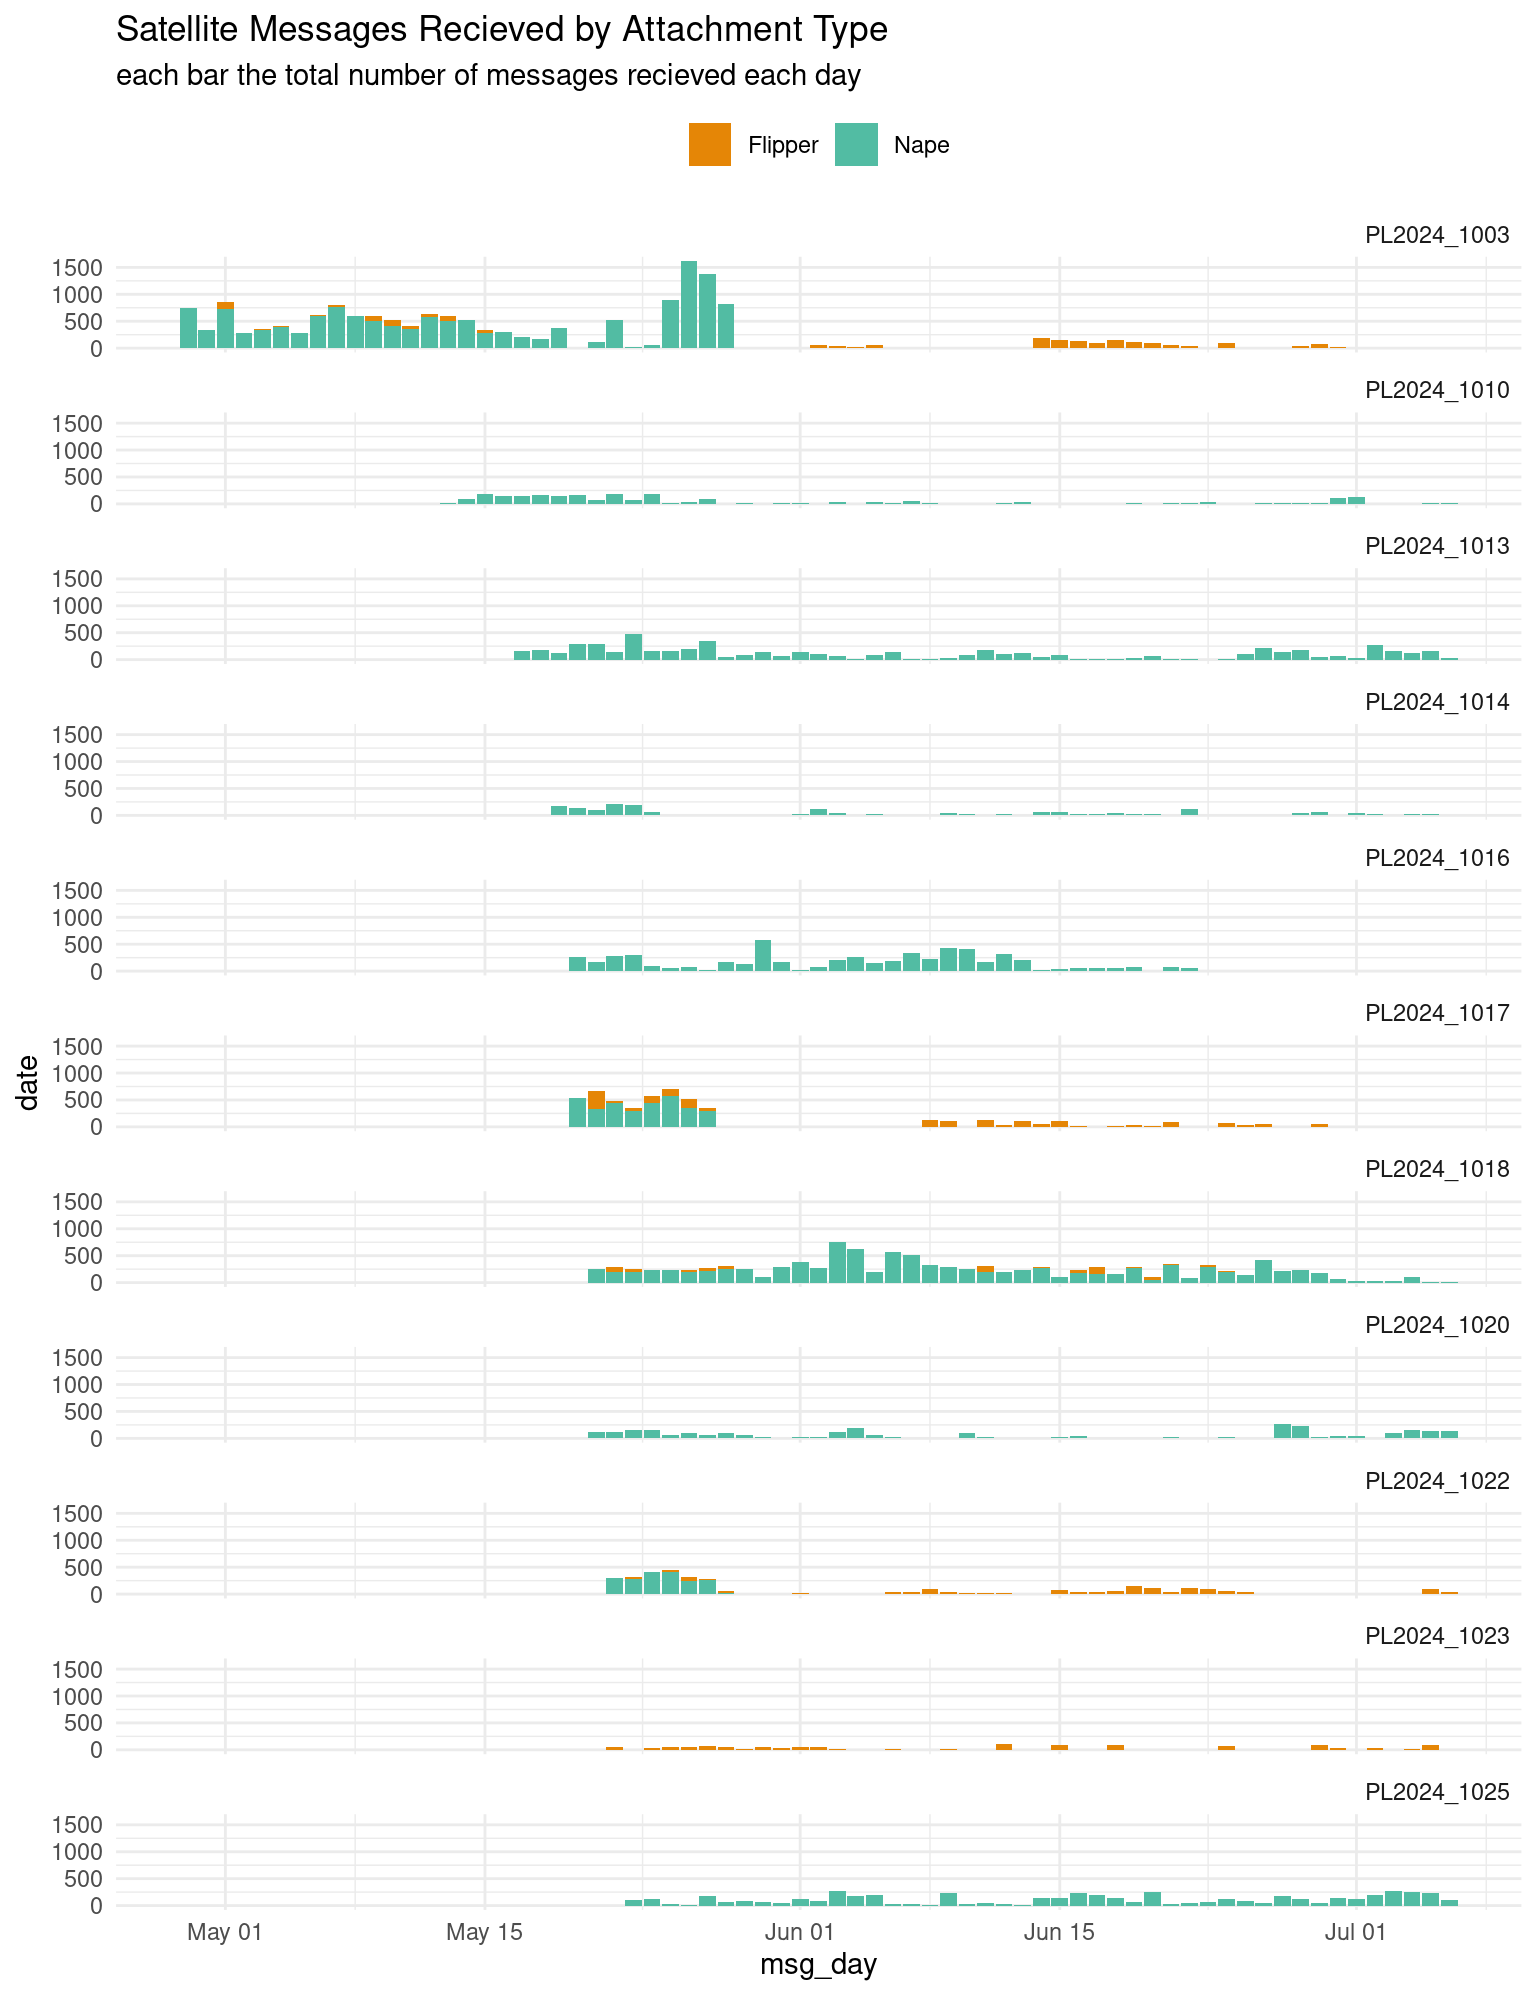 Satellite Messages Recieved by Attachment Type
each bar the total number of messages recieved each day
Flipper Nape
PL2024_1003
1500
1000
500
0
PL2024_1010
1500
1000
500
0
PL2024_1013
1500
1000
500
0
PL2024_1014
1500
1000
500
0
PL2024_1016
1500
1000
500
0
PL2024_1017
1500
1000
500
0
date
PL2024_1018
1500
1000
500
0
PL2024_1020
1500
1000
500
0
PL2024_1022
1500
1000
500
0
PL2024_1023
1500
1000
500
0
PL2024_1025
1500
1000
500
0
May 01 May 15 Jun 01 Jun 15 Jul 01
msg_day